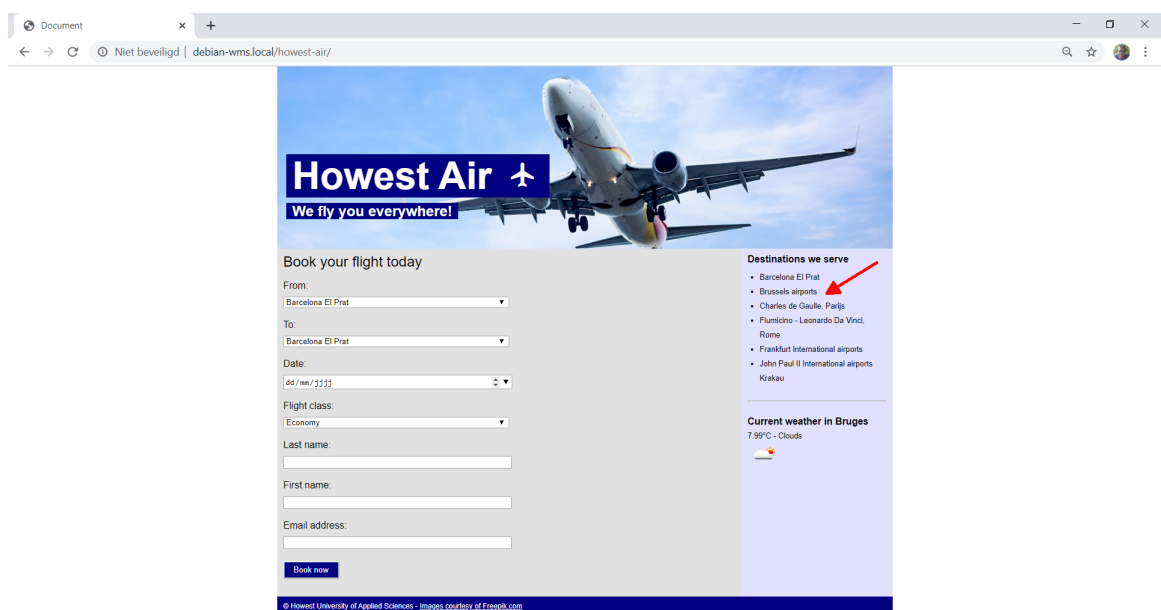 Document
Niet beveiligd | debian-wms.local/howest-air/
Howest Air
We fly you everywhere!
Book your flight today
From:
Barcelona El Prat
To:
Barcelona El Prat
Date:
dd/mm/jjjj
Flight class:
Economy
Last name:
First name:
Email address:
Book now
Destinations we serve
Barcelona El Prat
Brussels airports
Charles de Gaulle, Parijs
Fiumicino - Leonardo Da Vinci,
Rome
Frankfurt International airports
John Paul II International airports
Krakau
Current weather in Bruges
7.99°C - Clouds
© Howest University of Applied Sciences - Images courtesy of Freepik.com